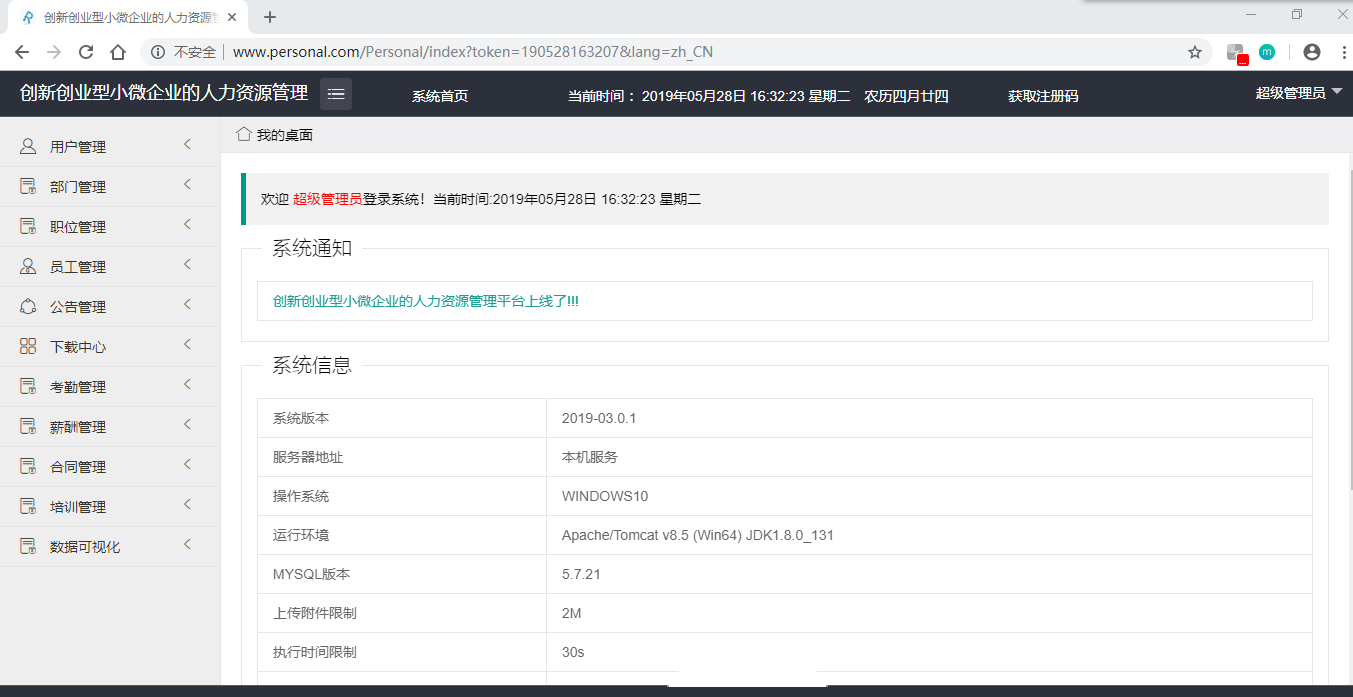 创新创业型小微企业的人力资源管
不安全 www.personal.com/Personal/index?token=190528163207&lang=zh_CN
创新创业型小微企业的人力资源管理 系统首页 当前时间： 2019年05月28日 16:32:23 星期二 农历四月廿四 获取注册码 超级管理员
用户管理
部门管理
职位管理
员工管理
公告管理
下载中心
考勤管理
薪酬管理
合同管理
培训管理
数据可视化
我的桌面
欢迎 超级管理员登录系统！当前时间:2019年05月28日 16:32:23 星期二
系统通知
创新创业型小微企业的人力资源管理平台上线了!!!
系统信息
系统版本 2019-03.0.1
服务器地址 本机服务
操作系统 WINDOWS10
运行环境 Apache/Tomcat v8.5 (Win64) JDK1.8.0_131
MYSQL版本 5.7.21
上传附件限制 2M
执行时间限制 30s